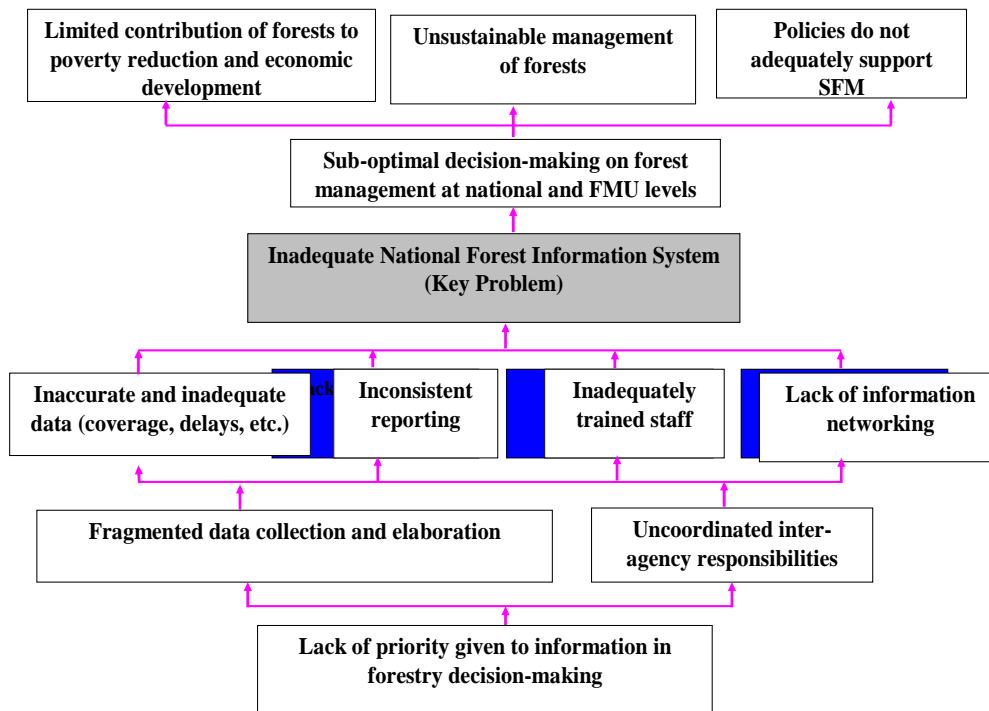 Limited contribution of forests to
poverty reduction and economic
development
Unsustainable management
of forests
Policies do not
adequately support
SFM
Sub-optimal decision-making on forest
management at national and FMU levels
Inadequate National Forest Information System
(Key Problem)
Inaccurate and inadequate
data (coverage, delays, etc.)
Inconsistent
reporting
Inadequately
trained staff
Lack of information
networking
Fragmented data collection and elaboration
Uncoordinated inter-
agency responsibilities
Lack of priority given to information in
forestry decision-making